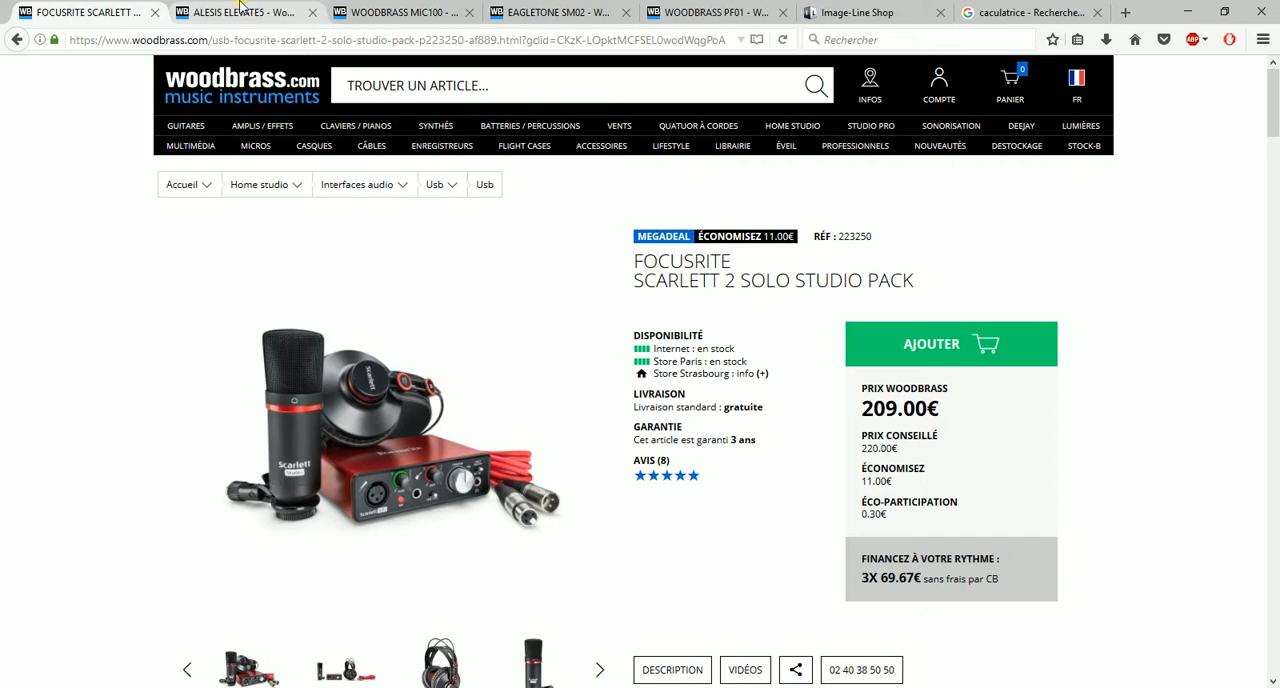 FOCUSRITE SCARLETT ...
ALESIS ELEVATE5 - Wo...
WOODBRASS MIC100 - ...
EAGLETONE SM02 - W...
WOODBRASS PF01 - W...
Image-Line Shop
caculatrice - Recherche...
https://www.woodbrass.com/usb-focusrite-scarlett-2-solo-studio-pack-p223250-af889.html?gclid=CKzK-LOpktMCFSEL0wodWqgPoA
Rechercher
ABP
woodbrass.com
music instruments
TROUVER UN ARTICLE...
INFOS
COMPTE
0
PANIER
FR
GUITARES AMPLIS / EFFETS CLAVIERS / PIANOS SYNTHÉS BATTERIES / PERCUSSIONS VENTS QUATUOR À CORDES HOME STUDIO STUDIO PRO SONORISATION DEEJAY LUMIÈRES
MULTIMÉDIA MICROS CASQUES CÂBLES ENREGISTREURS FLIGHT CASES ACCESSOIRES LIFESTYLE LIBRAIRIE ÉVEIL PROFESSIONNELS NOUVEAUTÉS DESTOCKAGE STOCK-B
Accueil Home studio Interfaces audio Usb Usb
MEGADEAL ÉCONOMISEZ 11.00€ RÉF : 223250
FOCUSRITE
SCARLETT 2 SOLO STUDIO PACK
DISPONIBILITÉ
Internet : en stock
Store Paris : en stock
Store Strasbourg : info (+)
LIVRAISON
Livraison standard : gratuite
GARANTIE
Cet article est garanti 3 ans
AVIS (8)
AJOUTER
PRIX WOODBRASS
209.00€
PRIX CONSEILLÉ
220.00€
ÉCONOMISEZ
11.00€
ÉCO-PARTICIPATION
0.30€
FINANCEZ À VOTRE RYTHME :
3X 69.67€ sans frais par CB
Scarlett
Studio
Scarlett
Focusrite
DESCRIPTION
VIDÉOS
02 40 38 50 50